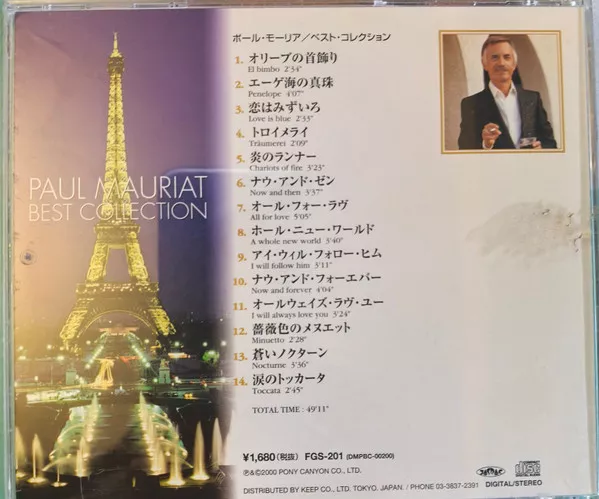 ポール・モーリア／ベスト・コレクション
1. オリーブの首飾り
El bimbo 2'54"
2. エーゲ海の真珠
Penelope 4'07"
3. 恋はみずいろ
Love is blue 2'33"
4. トロイメライ
Träumerei 2'09"
5. 炎のランナー
Chariots of fire 3'23"
6. ナウ・アンド・ゼン
Now and then 3'37"
7. オール・フォー・ラヴ
All for love 5'05"
8. ホール・ニュー・ワールド
A whole new world 3'40"
9. アイ・ウィル・フォロー・ヒム
I will follow him 3'11"
10. ナウ・アンド・フォーエバー
Now and forever 4'04"
11. オールウェイズ・ラヴ・ユー
I will always love you 3'24"
12. 薔薇色のメヌエット
Minuetto 2'28"
13. 蒼いノクターン
Nocturne 3'36"
14. 涙のトッカータ
Toccata 2'45"
TOTAL TIME : 49'11"
PAUL MAURIAT
BEST COLLECTION
¥1,680(税抜) FGS-201 (DMPBC-00200)
℗&©2000 PONY CANYON CO., LTD.
DISTRIBUTED BY KEEP CO., LTD. TOKYO. JAPAN. / PHONE 03-3837-2391
DIGITAL/STEREO